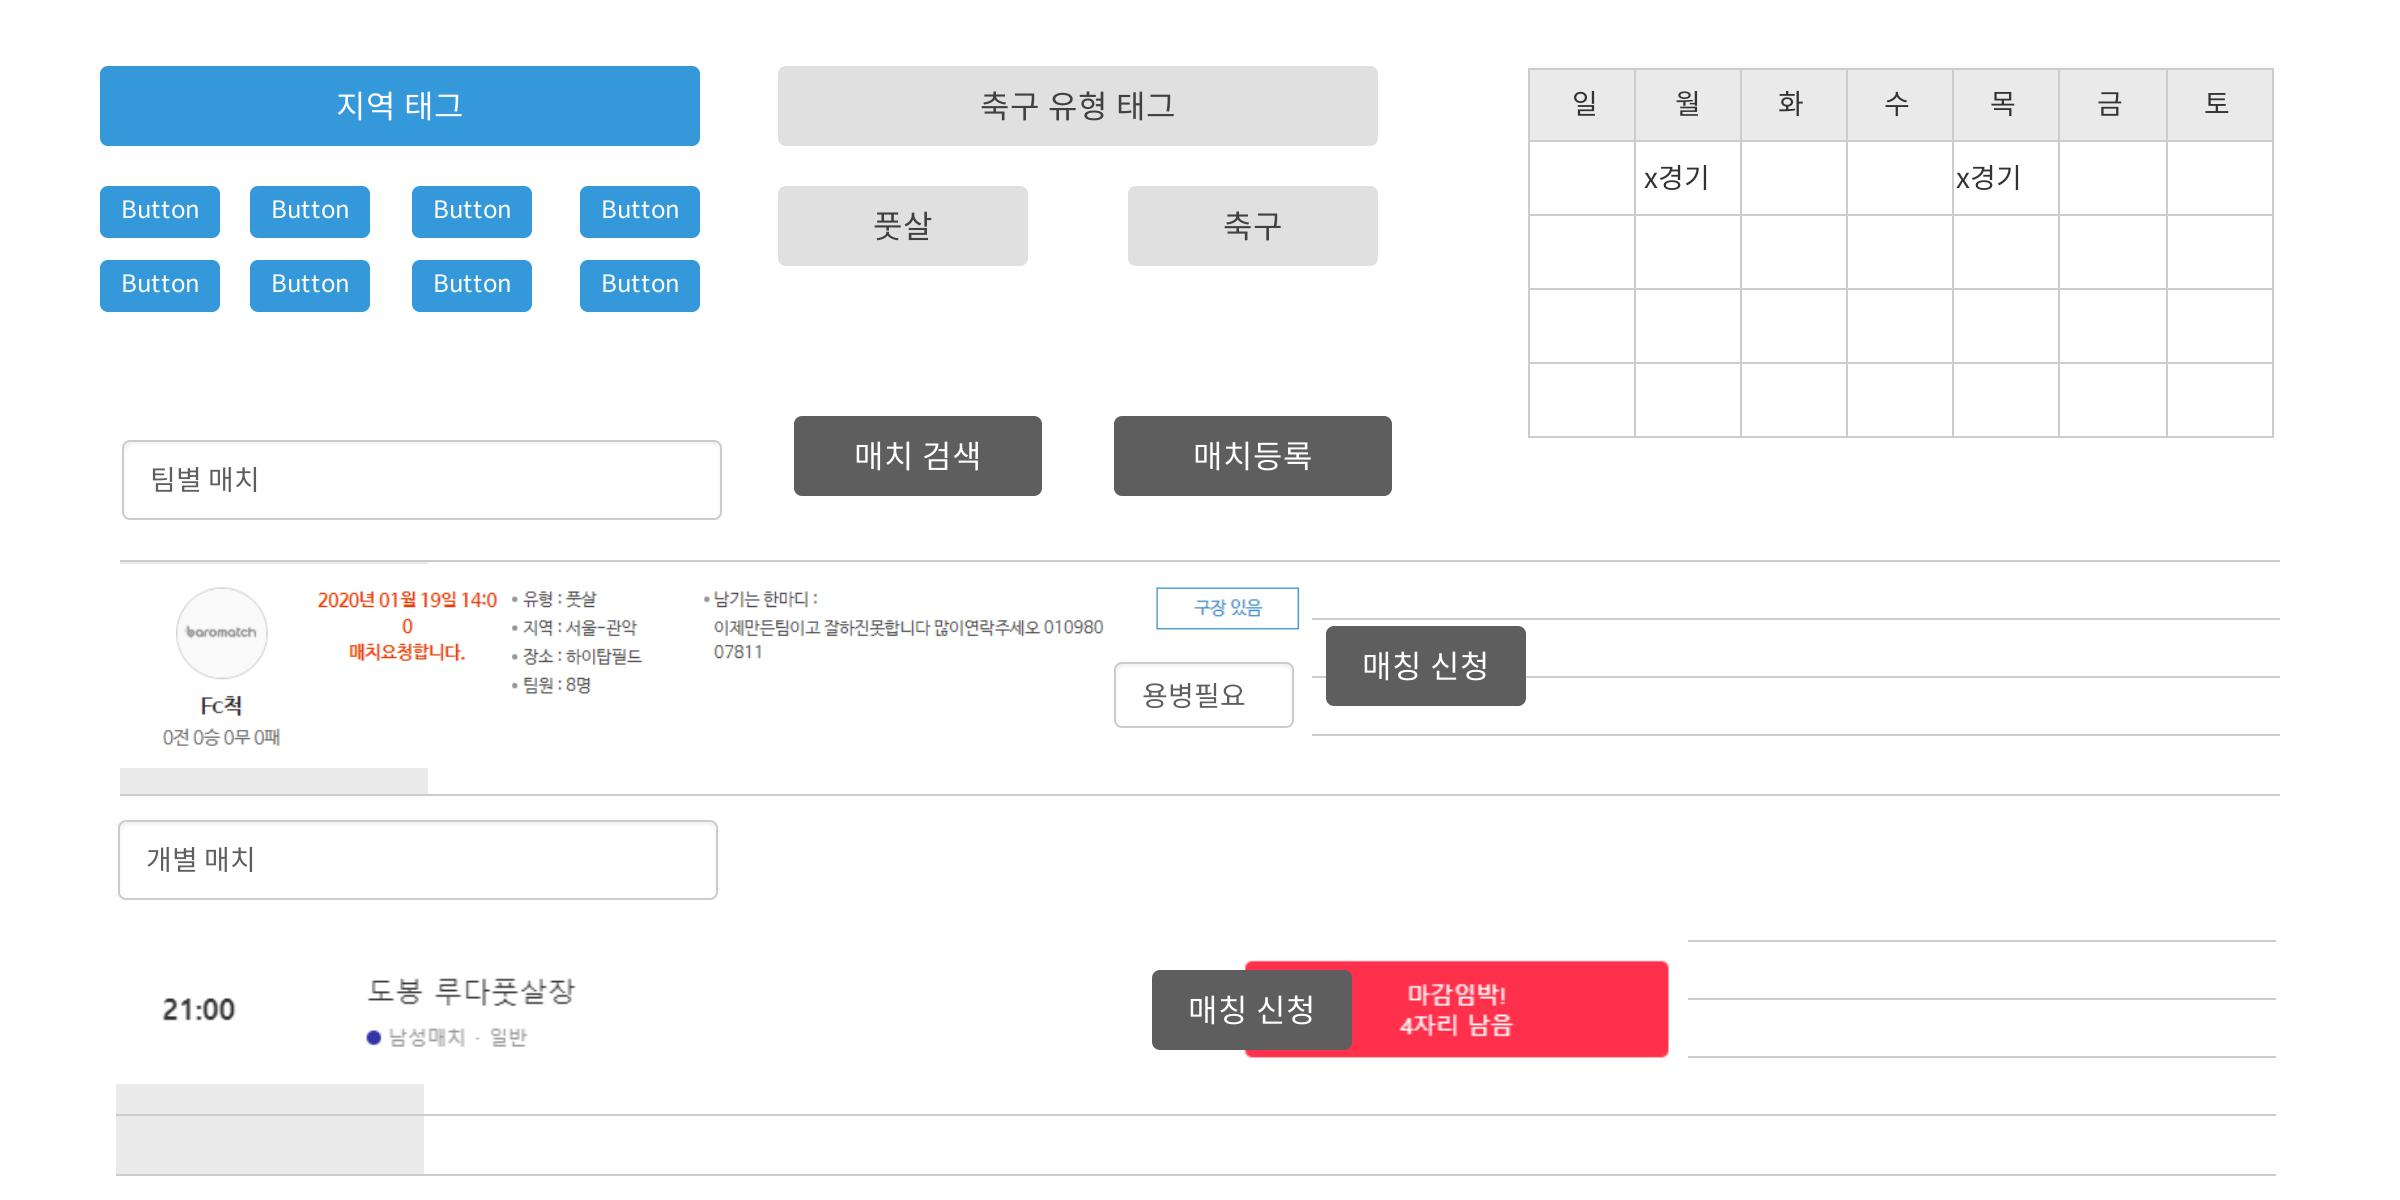 지역 태그
축구 유형 태그
일 월 화 수 목 금 토
x경기 x경기
Button Button Button Button
Button Button Button Button
풋살 축구
매치 검색 매치등록
팀별 매치
baromatch
Fc척
0전 0승 0무 0패
2020년 01월 19일 14:0
0
매치요청합니다.
• 유형 : 풋살
• 지역 : 서울-관악
• 장소 : 하이탑필드
• 팀원 : 8명
• 남기는 한마디 :
이제만든팀이고 잘하진못합니다 많이연락주세오 010980
07811
구장 있음
용병필요
매칭 신청
개별 매치
21:00
도봉 루다풋살장
남성매치 · 일반
매칭 신청
마감임박!
4자리 남음